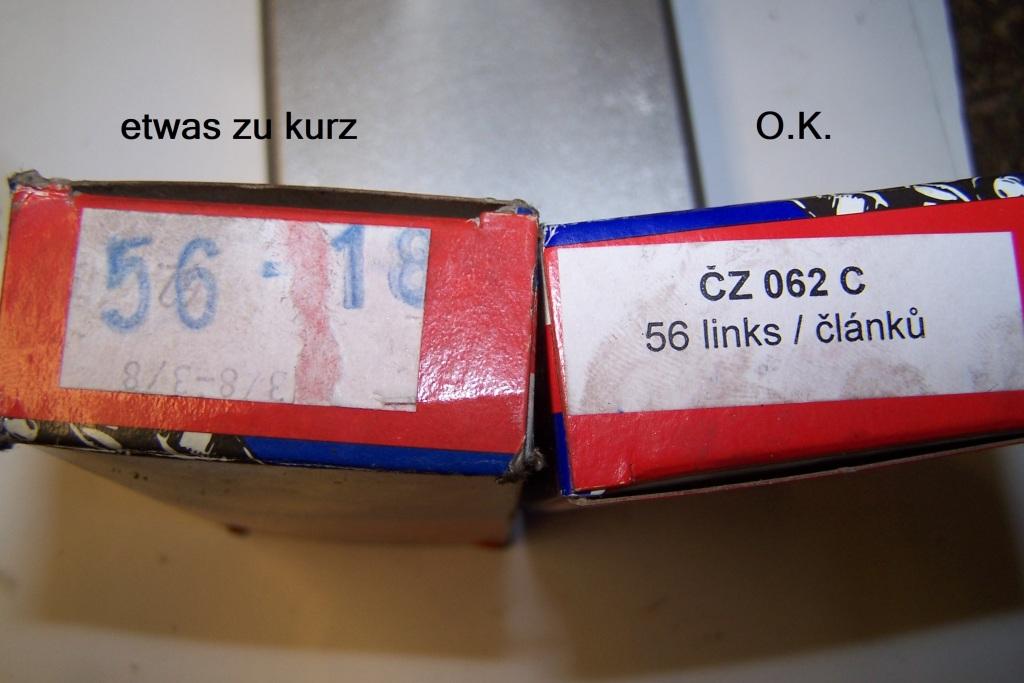 etwas zu kurz
O.K.
56 - 18
3/8-3/8
ČZ 062 C
56 links / článků